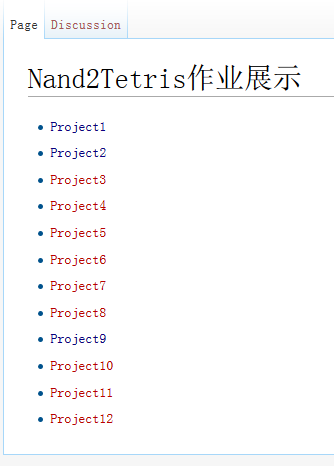 Page Discussion
Nand2Tetris作业展示
Project1
Project2
Project3
Project4
Project5
Project6
Project7
Project8
Project9
Project10
Project11
Project12